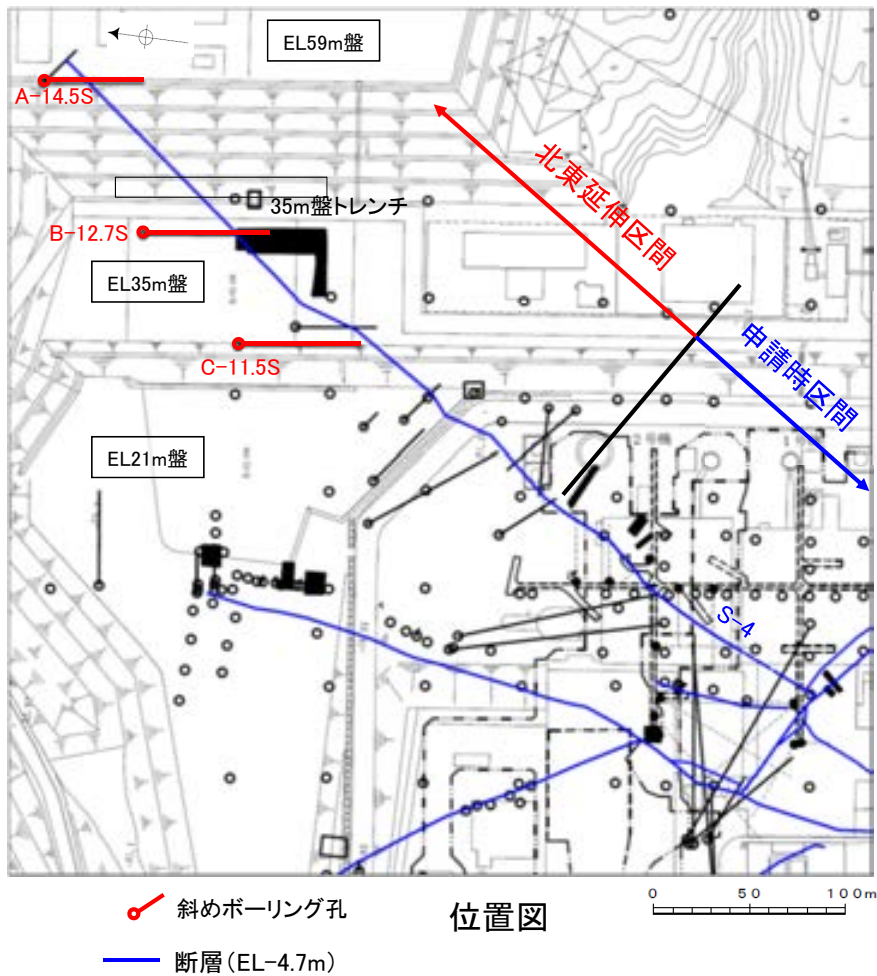 EL59m盤
A-14.5S
北東延伸区間
35m盤トレンチ
B-12.7S
EL35m盤
申請時区間
C-11.5S
EL21m盤
2号機
S-4
斜めボーリング孔
位置図
0 50 100m
断層(EL-4.7m)